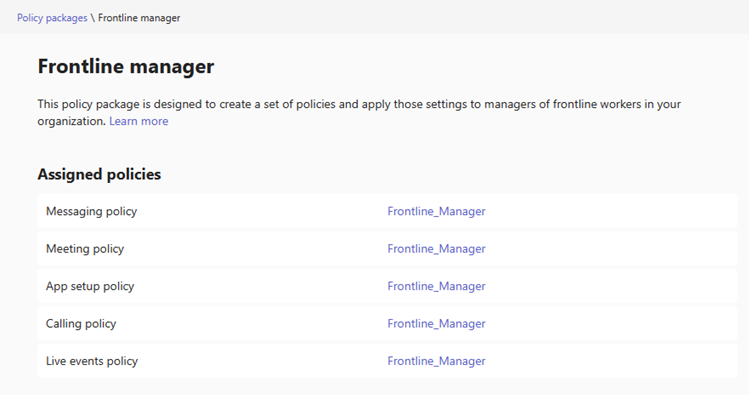 Policy packages \ Frontline manager
Frontline manager
This policy package is designed to create a set of policies and apply those settings to managers of frontline workers in your
organization. Learn more
Assigned policies
Messaging policy Frontline_Manager
Meeting policy Frontline_Manager
App setup policy Frontline_Manager
Calling policy Frontline_Manager
Live events policy Frontline_Manager